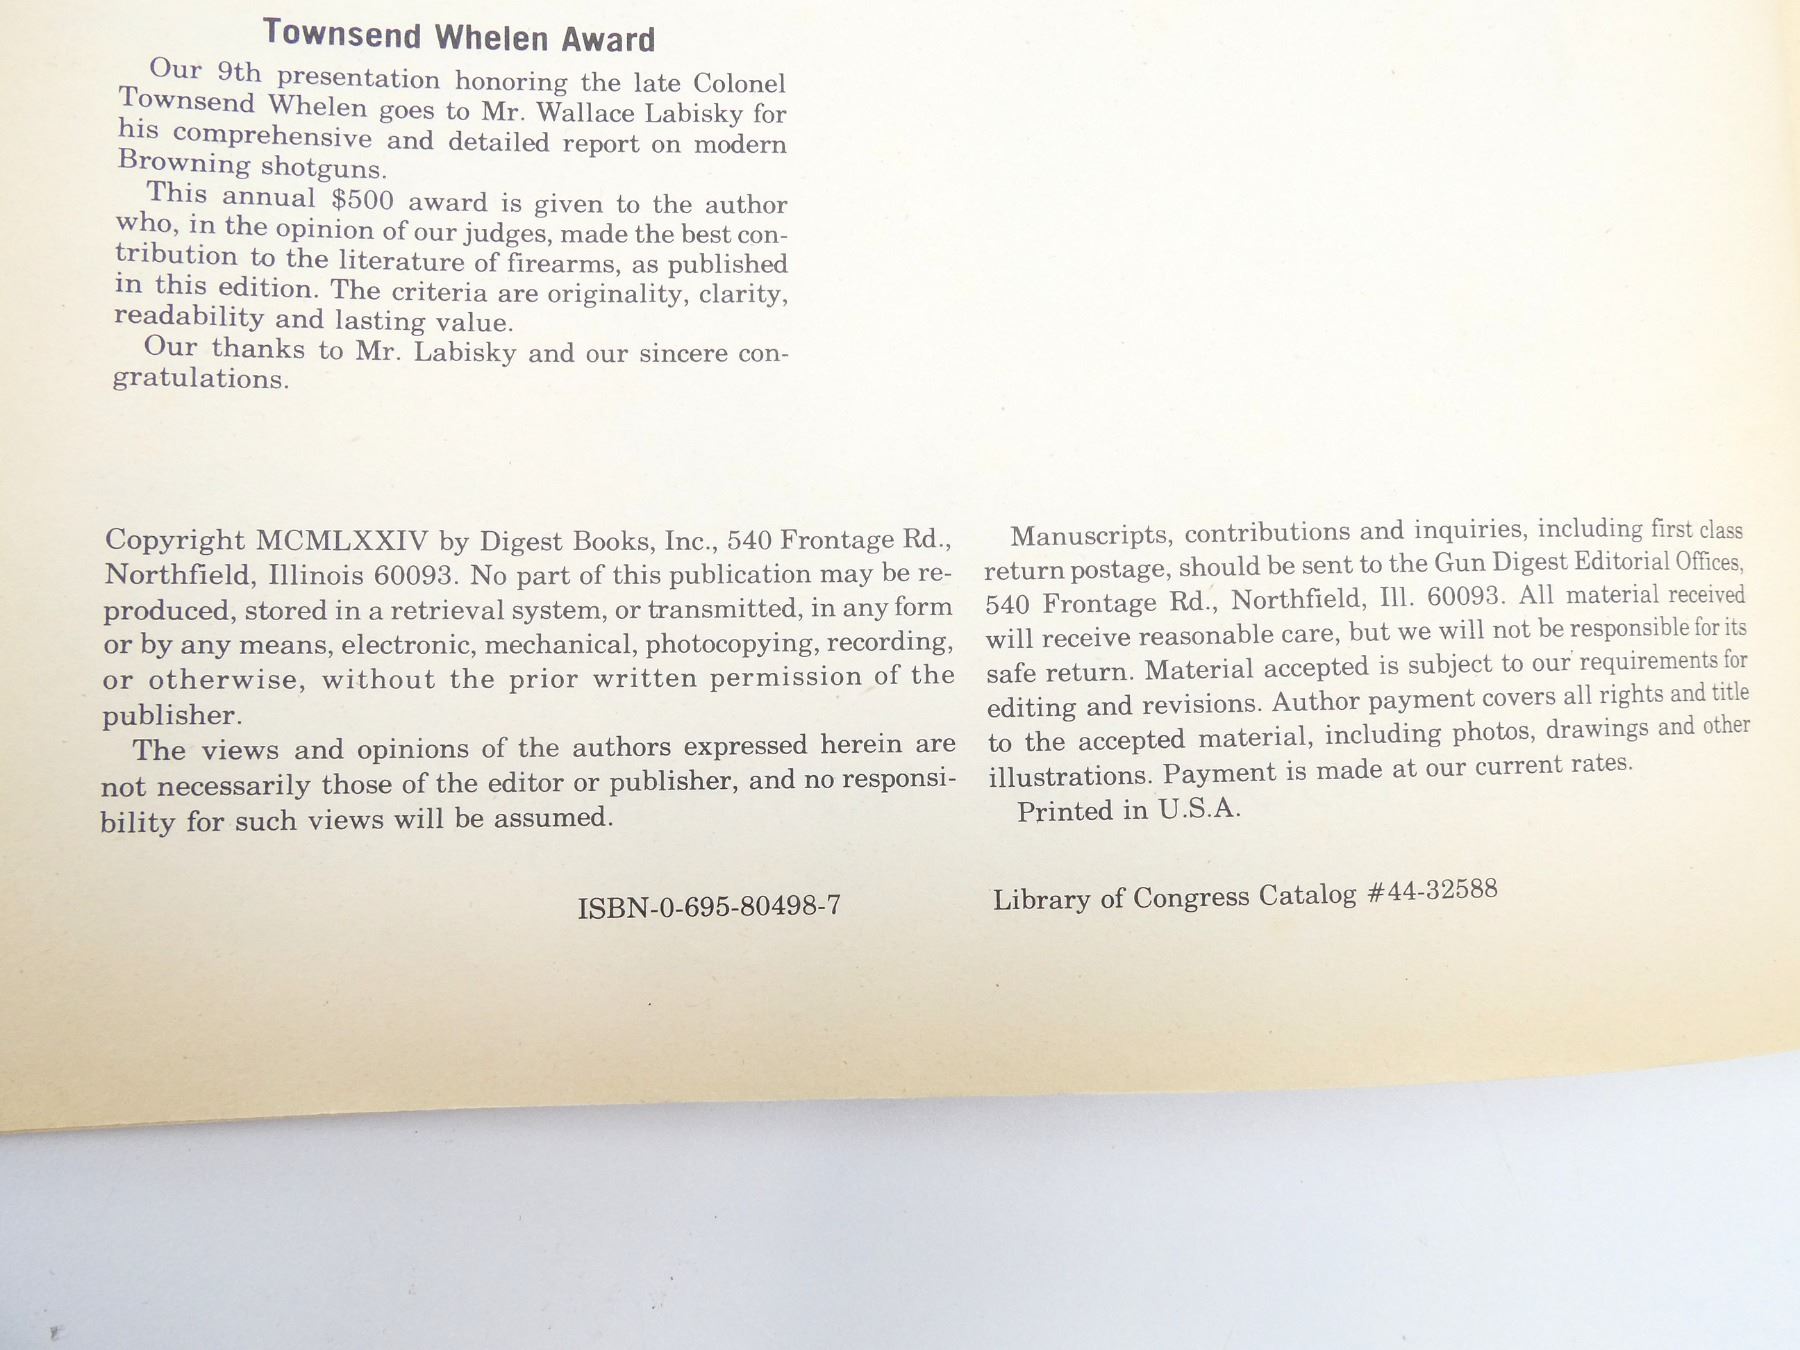 Townsend Whelen Award
Our 9th presentation honoring the late Colonel
Townsend Whelen goes to Mr. Wallace Labisky for
his comprehensive and detailed report on modern
Browning shotguns.
This annual $500 award is given to the author
who, in the opinion of our judges, made the best con-
tribution to the literature of firearms, as published
in this edition. The criteria are originality, clarity,
readability and lasting value.
Our thanks to Mr. Labisky and our sincere con-
gratulations.
Copyright MCMLXXIV by Digest Books, Inc., 540 Frontage Rd.,
Northfield, Illinois 60093. No part of this publication may be re-
produced, stored in a retrieval system, or transmitted, in any form
or by any means, electronic, mechanical, photocopying, recording,
or otherwise, without the prior written permission of the
publisher.
The views and opinions of the authors expressed herein are
not necessarily those of the editor or publisher, and no responsi-
bility for such views will be assumed.
ISBN-0-695-80498-7
Manuscripts, contributions and inquiries, including first class
return postage, should be sent to the Gun Digest Editorial Offices,
540 Frontage Rd., Northfield, Ill. 60093. All material received
will receive reasonable care, but we will not be responsible for its
safe return. Material accepted is subject to our requirements for
editing and revisions. Author payment covers all rights and title
to the accepted material, including photos, drawings and other
illustrations. Payment is made at our current rates.
Printed in U.S.A.
Library of Congress Catalog #44-32588